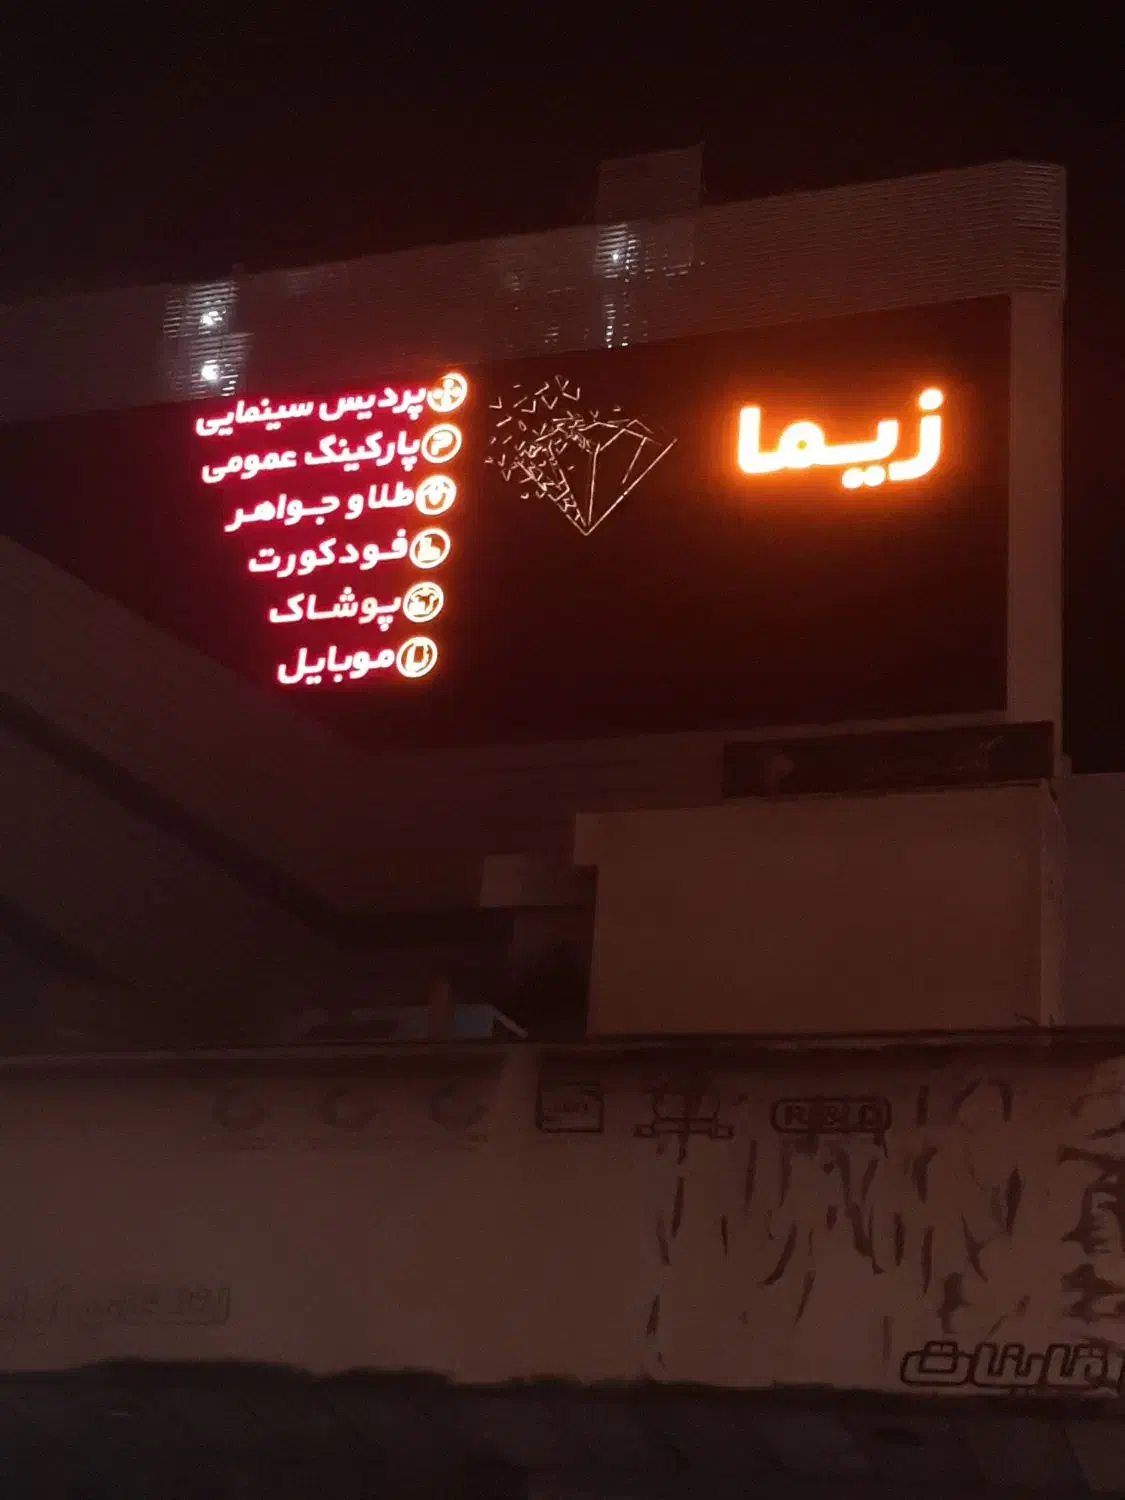 زیما
پردیس سینمایی
پارکینگ عمومی
طلا و جواهر
فودکورت
پوشاک
موبایل
R&D